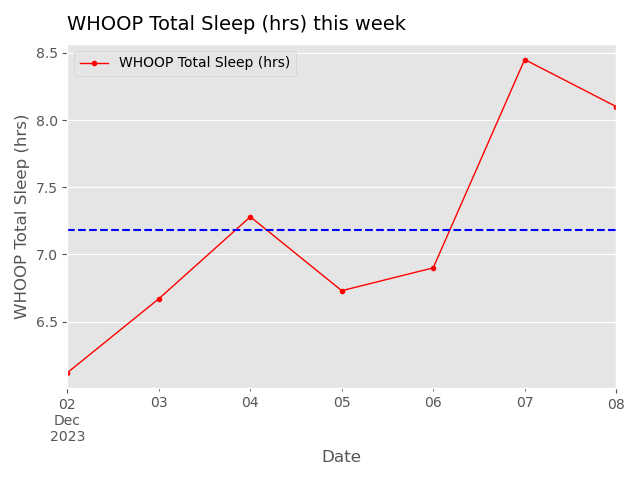 WHOOP Total Sleep (hrs) this week
WHOOP Total Sleep (hrs)
WHOOP Total Sleep (hrs)
8.5
8.0
7.5
7.0
6.5
02 03 04 05 06 07 08
Dec
2023
Date